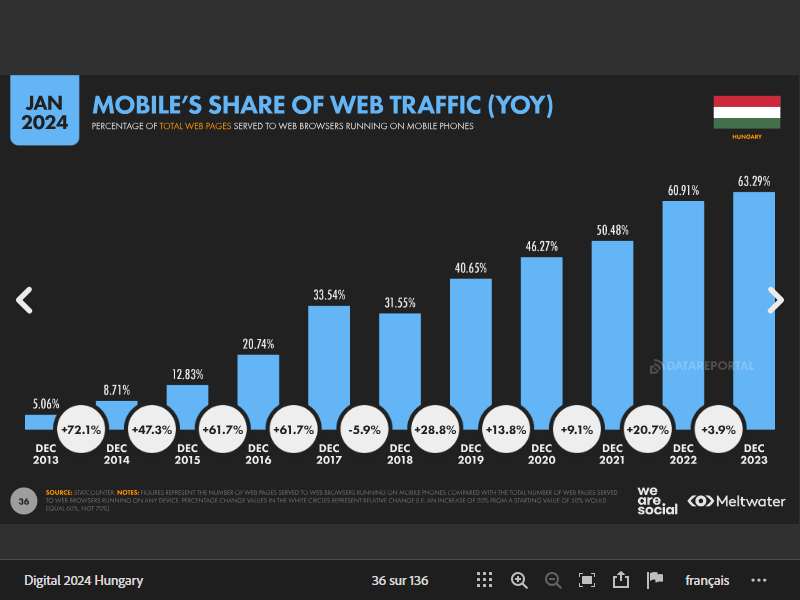 JAN
2024
MOBILE'S SHARE OF WEB TRAFFIC (YOY)
PERCENTAGE OF TOTAL WEB PAGES SERVED TO WEB BROWSERS RUNNING ON MOBILE PHONES
HUNGARY
5.06%
8.71%
12.83%
20.74%
33.54%
31.55%
40.65%
46.27%
50.48%
60.91%
63.29%
DATAREPORTAL
+72.1%
+47.3%
+61.7%
+61.7%
-5.9%
+28.8%
+13.8%
+9.1%
+20.7%
+3.9%
DEC
2013
DEC
2014
DEC
2015
DEC
2016
DEC
2017
DEC
2018
DEC
2019
DEC
2020
DEC
2021
DEC
2022
DEC
2023
36
SOURCE: STATCOUNTER. NOTES: FIGURES REPRESENT THE NUMBER OF WEB PAGES SERVED TO WEB BROWSERS RUNNING ON MOBILE PHONES COMPARED WITH THE TOTAL NUMBER OF WEB PAGES SERVED
TO WEB BROWSERS RUNNING ON ANY DEVICE. PERCENTAGE CHANGE VALUES IN THE WHITE CIRCLES REPRESENT RELATIVE CHANGE (I.E. AN INCREASE OF 20% FROM A STARTING VALUE OF 50% WOULD
EQUAL 60%, NOT 70%).
we
are.
social
Meltwater
Digital 2024 Hungary
36 sur 136
français